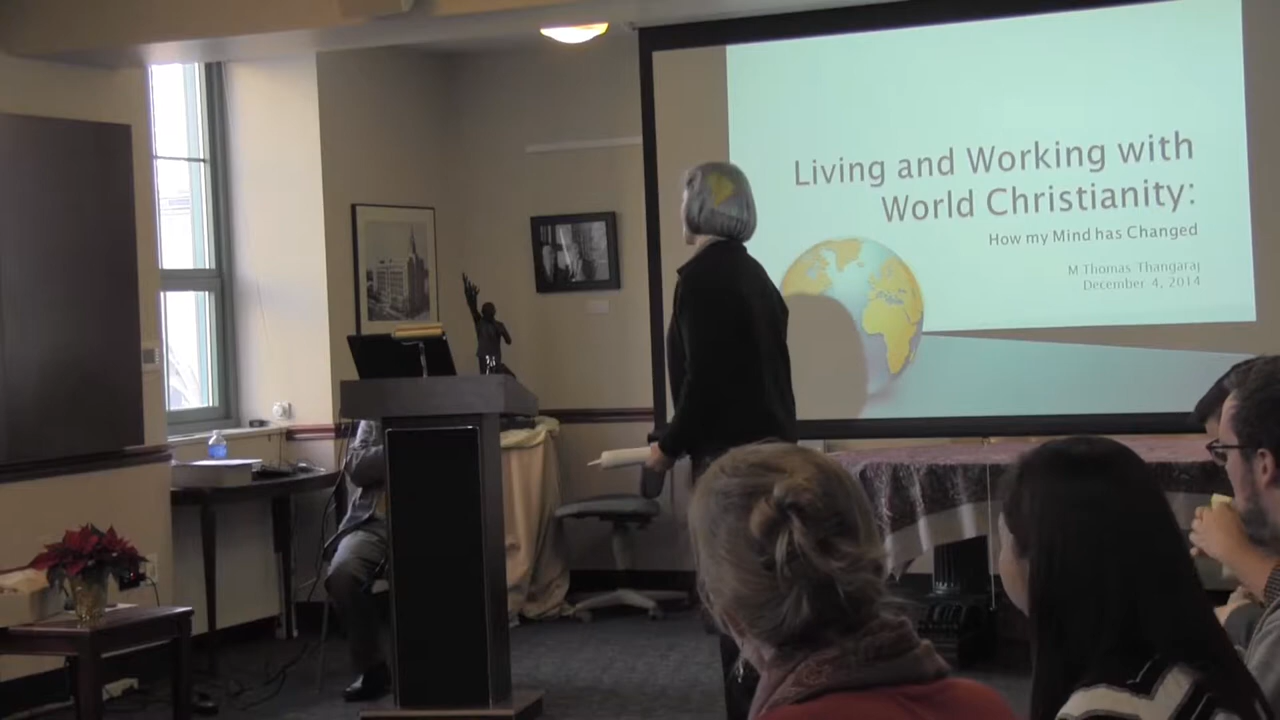 Living and Working with
World Christianity:
How my Mind has Changed
M Thomas Thangaraj
December 4, 2014